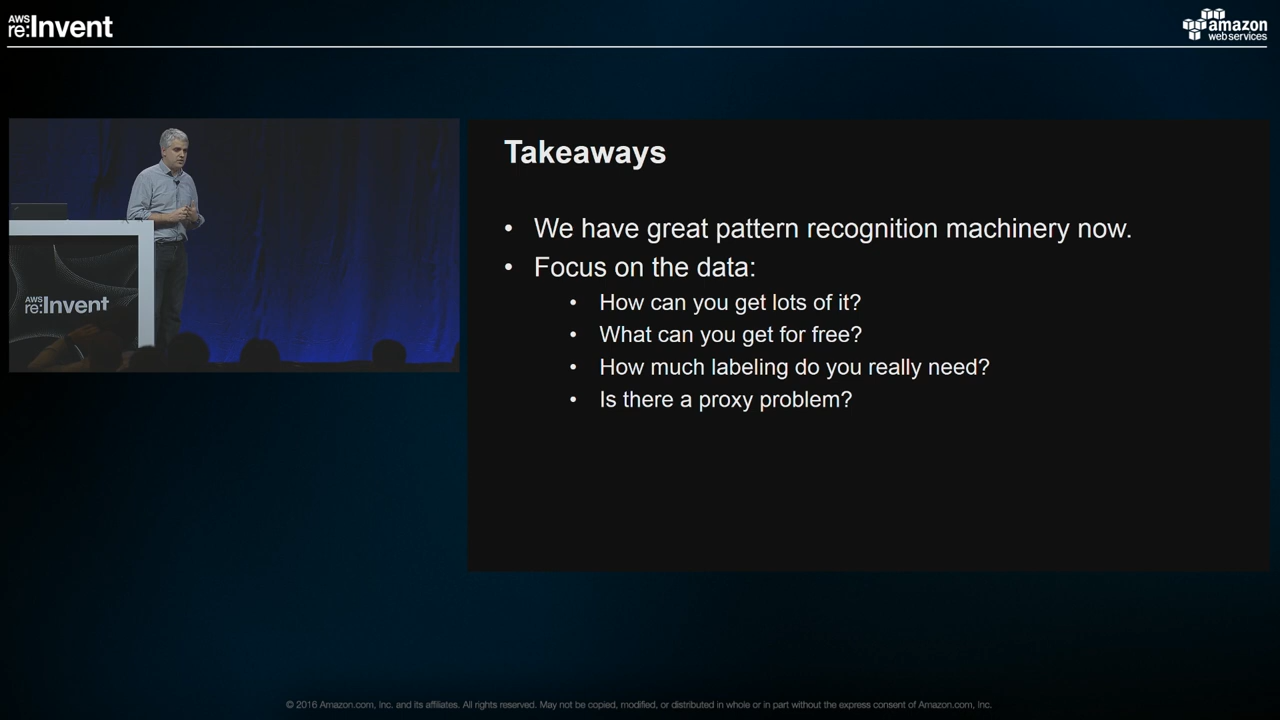 AWS
re:Invent
amazon
web services
AWS
re:Invent
Takeaways
• We have great pattern recognition machinery now.
• Focus on the data:
• How can you get lots of it?
• What can you get for free?
• How much labeling do you really need?
• Is there a proxy problem?
© 2016 Amazon.com, Inc. and its affiliates. All rights reserved. May not be copied, modified, or distributed in whole or in part without the express consent of Amazon.com, Inc.